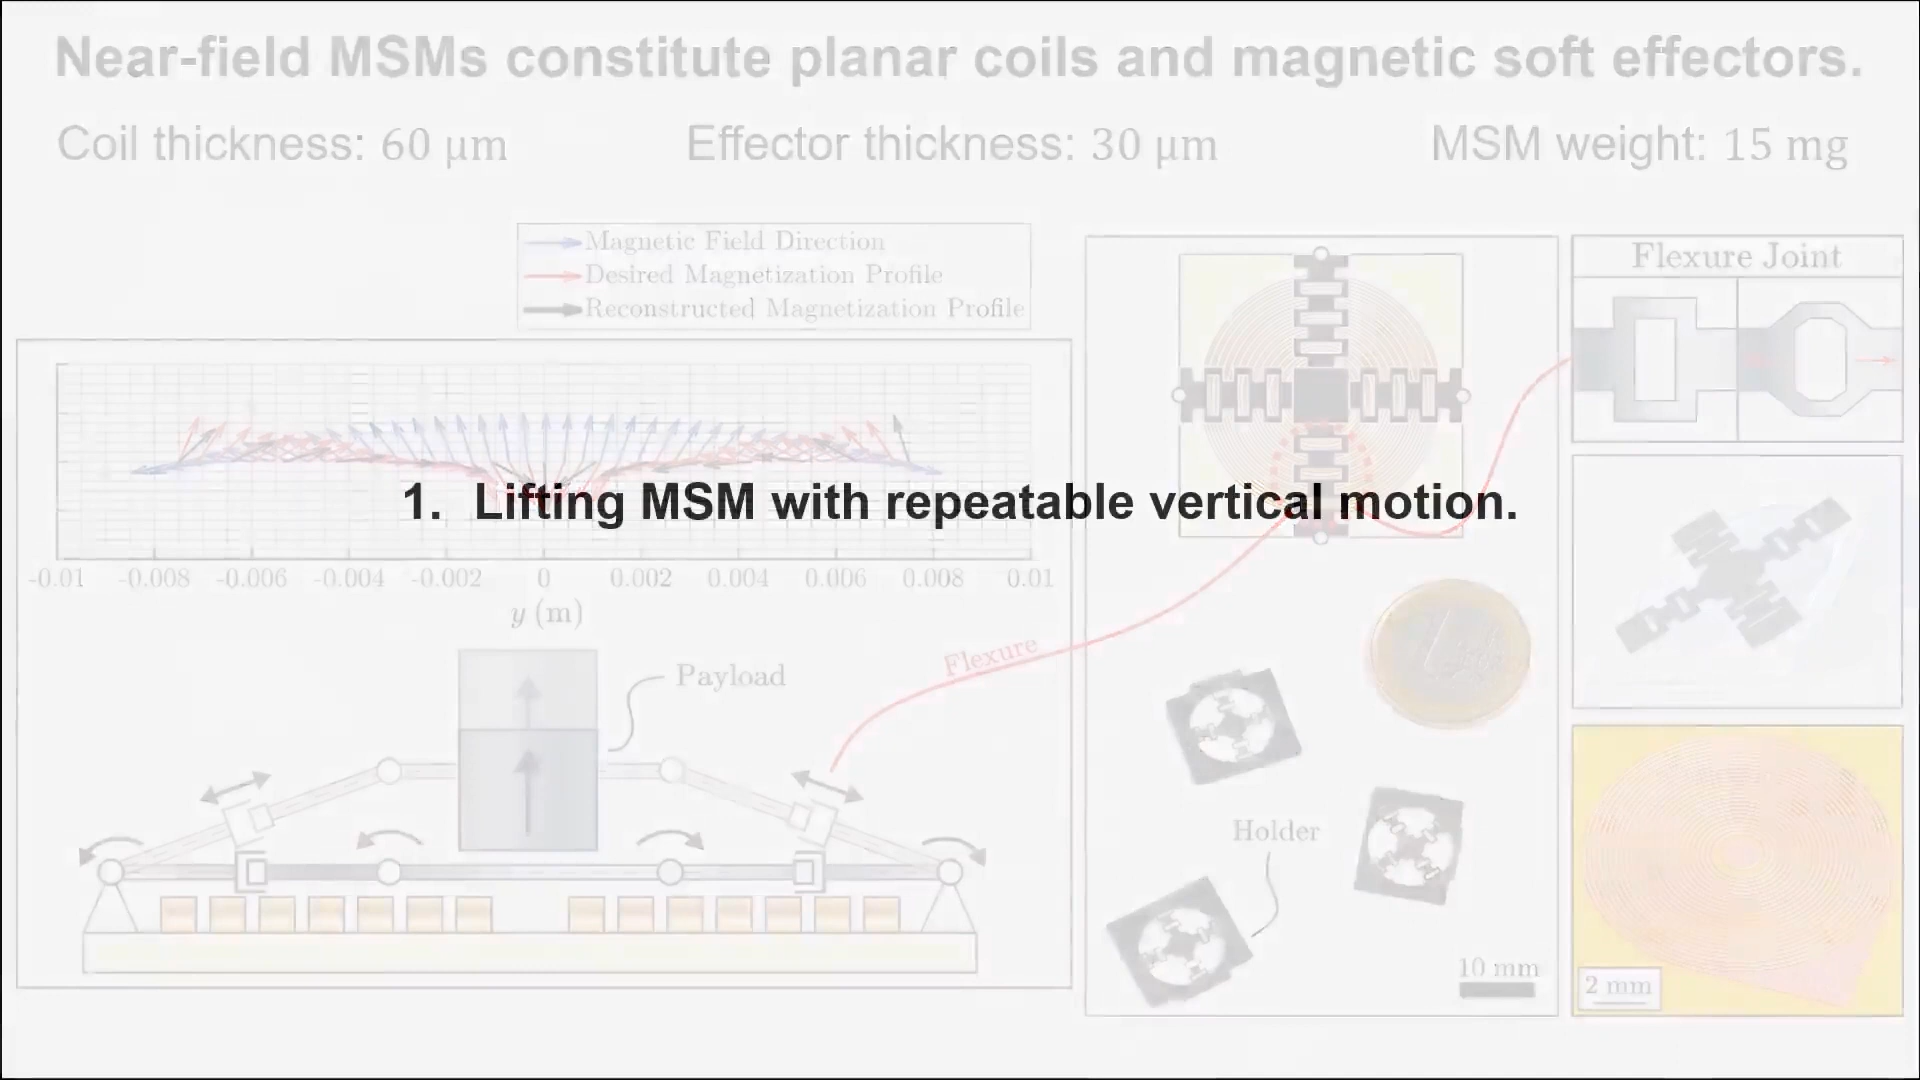 Near-field MSMs constitute planar coils and magnetic soft effectors.
Coil thickness: 60 μm
Effector thickness: 30 μm
MSM weight: 15 mg
Magnetic Field Direction
Desired Magnetization Profile
Reconstructed Magnetization Profile
Flexure Joint
1. Lifting MSM with repeatable vertical motion.
-0.01 -0.008 -0.006 -0.004 -0.002 0 0.002 0.004 0.006 0.008 0.01
y (m)
Payload
Flexure
Holder
10 mm
2 mm